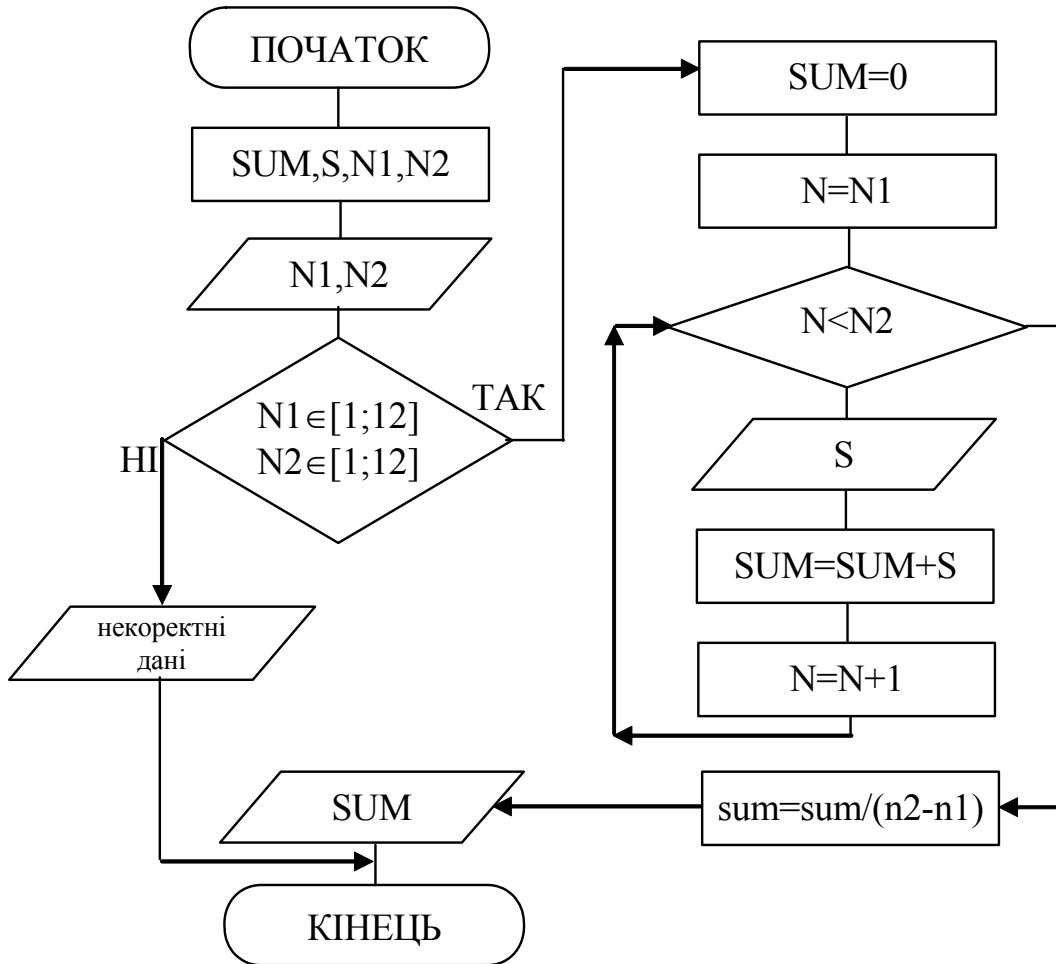 ПОЧАТОК
SUM,S,N1,N2
N1,N2
N1∈[1;12]
N2∈[1;12]
НІ
ТАК
некоректні
дані
SUM=0
N=N1
N<N2
S
SUM=SUM+S
N=N+1
sum=sum/(n2-n1)
SUM
КІНЕЦЬ